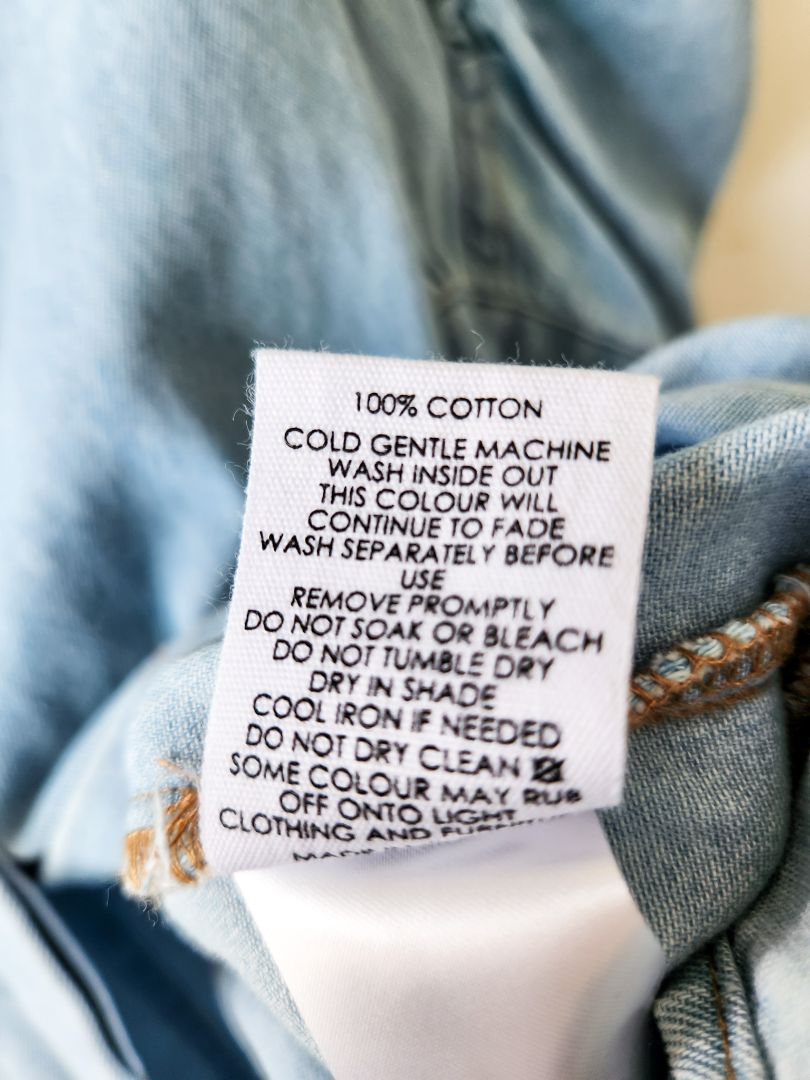 100% COTTON
COLD GENTLE MACHINE
WASH INSIDE OUT
THIS COLOUR WILL
CONTINUE TO FADE
WASH SEPARATELY BEFORE
USE
REMOVE PROMPTLY
DO NOT SOAK OR BLEACH
DO NOT TUMBLE DRY
DRY IN SHADE
COOL IRON IF NEEDED
DO NOT DRY CLEAN
SOME COLOUR MAY RUB
OFF ONTO LIGHT
CLOTHING AND